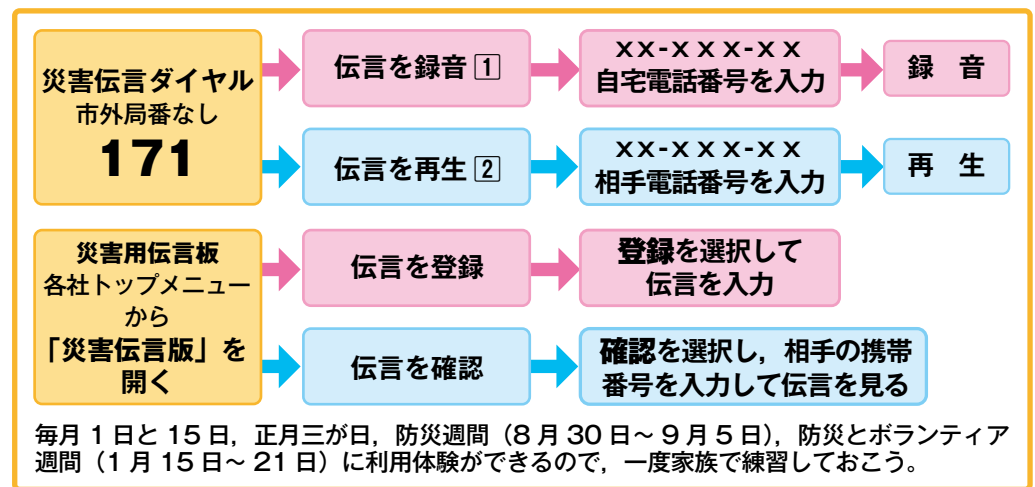 災害伝言ダイヤル
市外局番なし
171
伝言を録音 1
xx-xxx-xx
自宅電話番号を入力
録 音
伝言を再生 2
xx-xxx-xx
相手電話番号を入力
再 生
災害用伝言板
各社トップメニュー
から
「災害伝言版」を
開く
伝言を登録
登録を選択して
伝言を入力
伝言を確認
確認を選択し，相手の携帯
番号を入力して伝言を見る
毎月 1 日と 15 日，正月三が日，防災週間（8 月 30 日～ 9 月 5 日），防災とボランティア
週間（1 月 15 日～ 21 日）に利用体験ができるので，一度家族で練習しておこう。